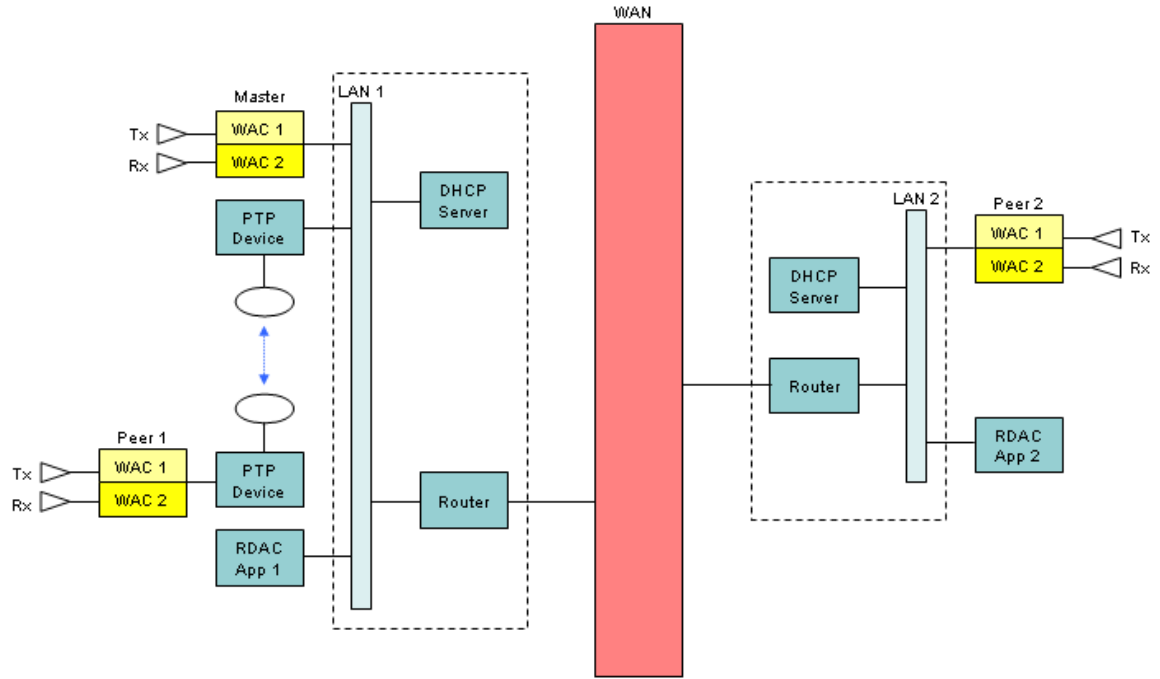 WAN
Master
LAN 1
Tx
WAC 1
Rx
WAC 2
DHCP
Server
PTP
Device
Peer 1
Tx
WAC 1
Rx
WAC 2
PTP
Device
Router
RDAC
App 1
LAN 2
Peer 2
WAC 1
Tx
WAC 2
Rx
DHCP
Server
Router
RDAC
App 2